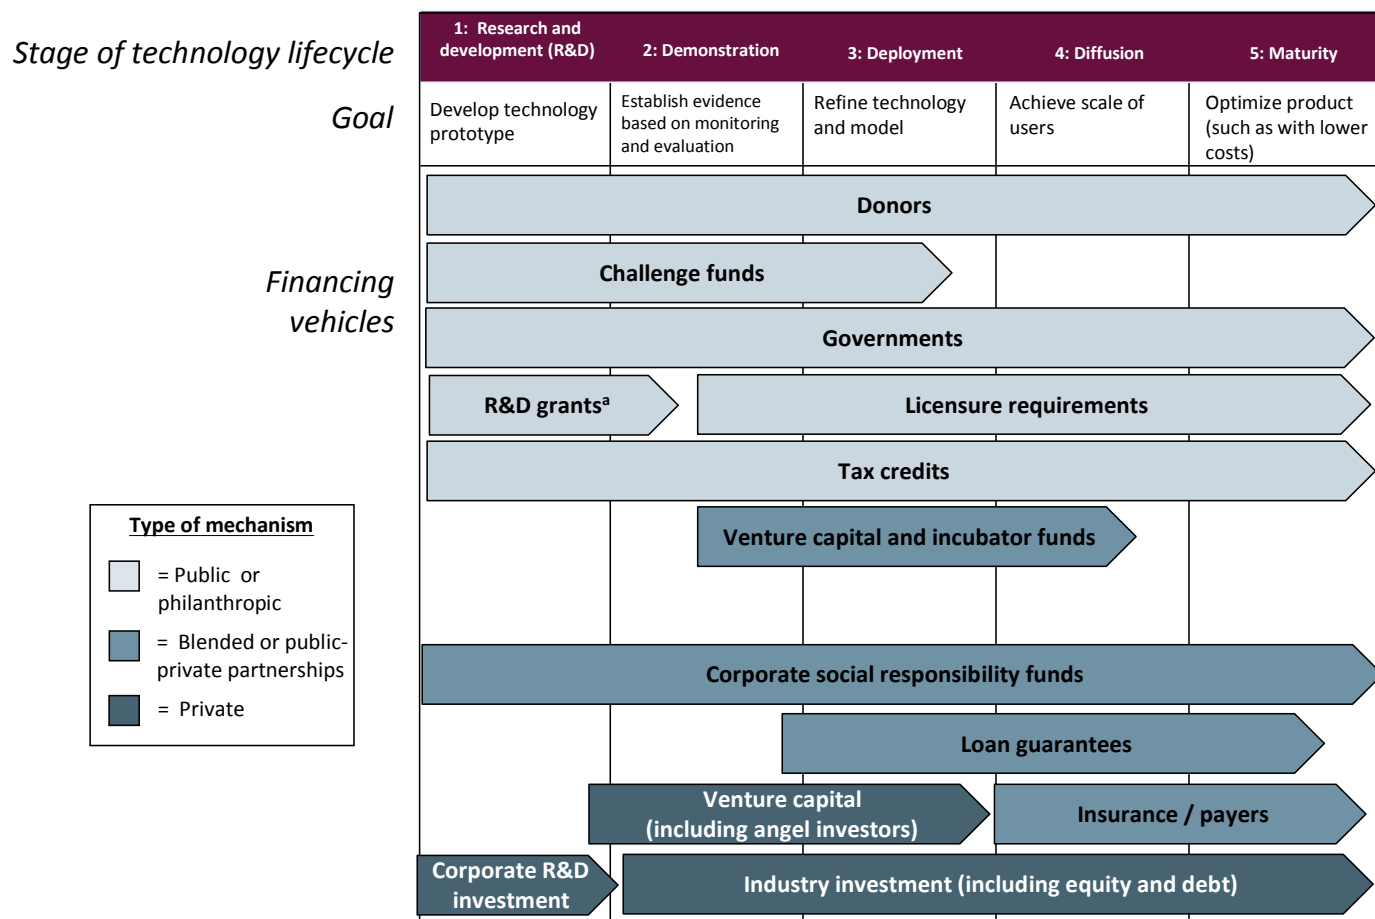 Stage of technology lifecycle
1: Research and
development (R&D)
2: Demonstration
3: Deployment
4: Diffusion
5: Maturity
Goal
Develop technology
prototype
Establish evidence
based on monitoring
and evaluation
Refine technology
and model
Achieve scale of
users
Optimize product
(such as with lower
costs)
Financing
vehicles
Donors
Challenge funds
Governments
R&D grantsᵃ
Licensure requirements
Tax credits
Venture capital and incubator funds
Corporate social responsibility funds
Loan guarantees
Venture capital
(including angel investors)
Insurance / payers
Corporate R&D
investment
Industry investment (including equity and debt)
Type of mechanism
= Public or
philanthropic
= Blended or public-
private partnerships
= Private